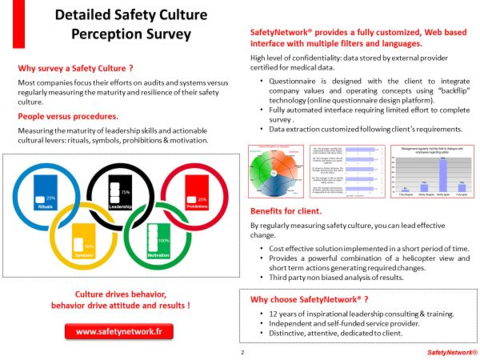 Detailed Safety Culture
Perception Survey
Why survey a Safety Culture ?
Most companies focus their efforts on audits and systems versus
regularly measuring the maturity and resilience of their safety
culture.
People versus procedures.
Measuring the maturity of leadership skills and actionable
cultural levers: rituals, symbols, prohibitions & motivation.
Rituals
75%
Leadership
Prohibitions
Symbols
100%
Motivation
Culture drives behavior,
behavior drive attitude and results !
www.safetynetwork.fr
SafetyNetwork® provides a fully customized, Web based
interface with multiple filters and languages.
High level of confidentiality: data stored by external provider
certified for medical data.
• Questionnaire is designed with the client to integrate
company values and operating concepts using "backflip"
technology (online questionnaire design platform).
• Fully automated interface requiring limited effort to complete
survey .
• Data extraction customized following client's requirements.
Benefits for client.
By regularly measuring safety culture, you can lead effective
change.
• Cost effective solution implemented in a short period of time.
• Provides a powerful combination of a helicopter view and
short term actions generating required changes.
• Third party non biased analysis of results.
Why choose SafetyNetwork® ?
• 12 years of inspirational leadership consulting & training.
• Independent and self-funded service provider.
• Distinctive, attentive, dedicated to client.
2
SafetyNetwork®